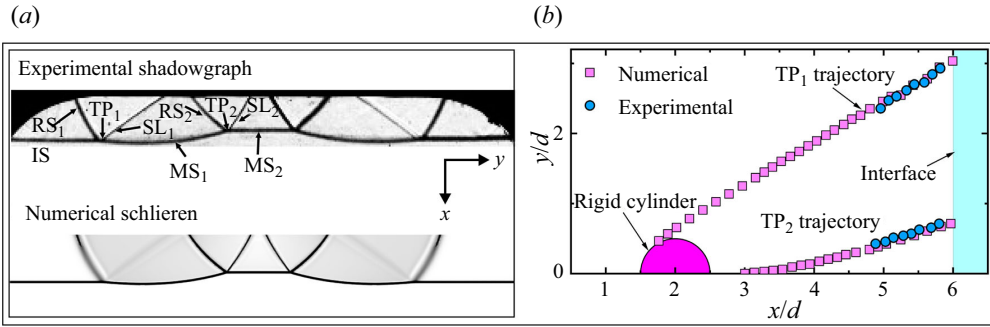 (a)
Experimental shadowgraph
RS1 TP1 SL1 RS2 TP2 SL2
IS
MS1 MS2
y
x
Numerical schlieren
(b)
Numerical
Experimental
TP1 trajectory
Interface
Rigid cylinder
TP2 trajectory
y/d
2
0
1 2 3 4 5 6
x/d